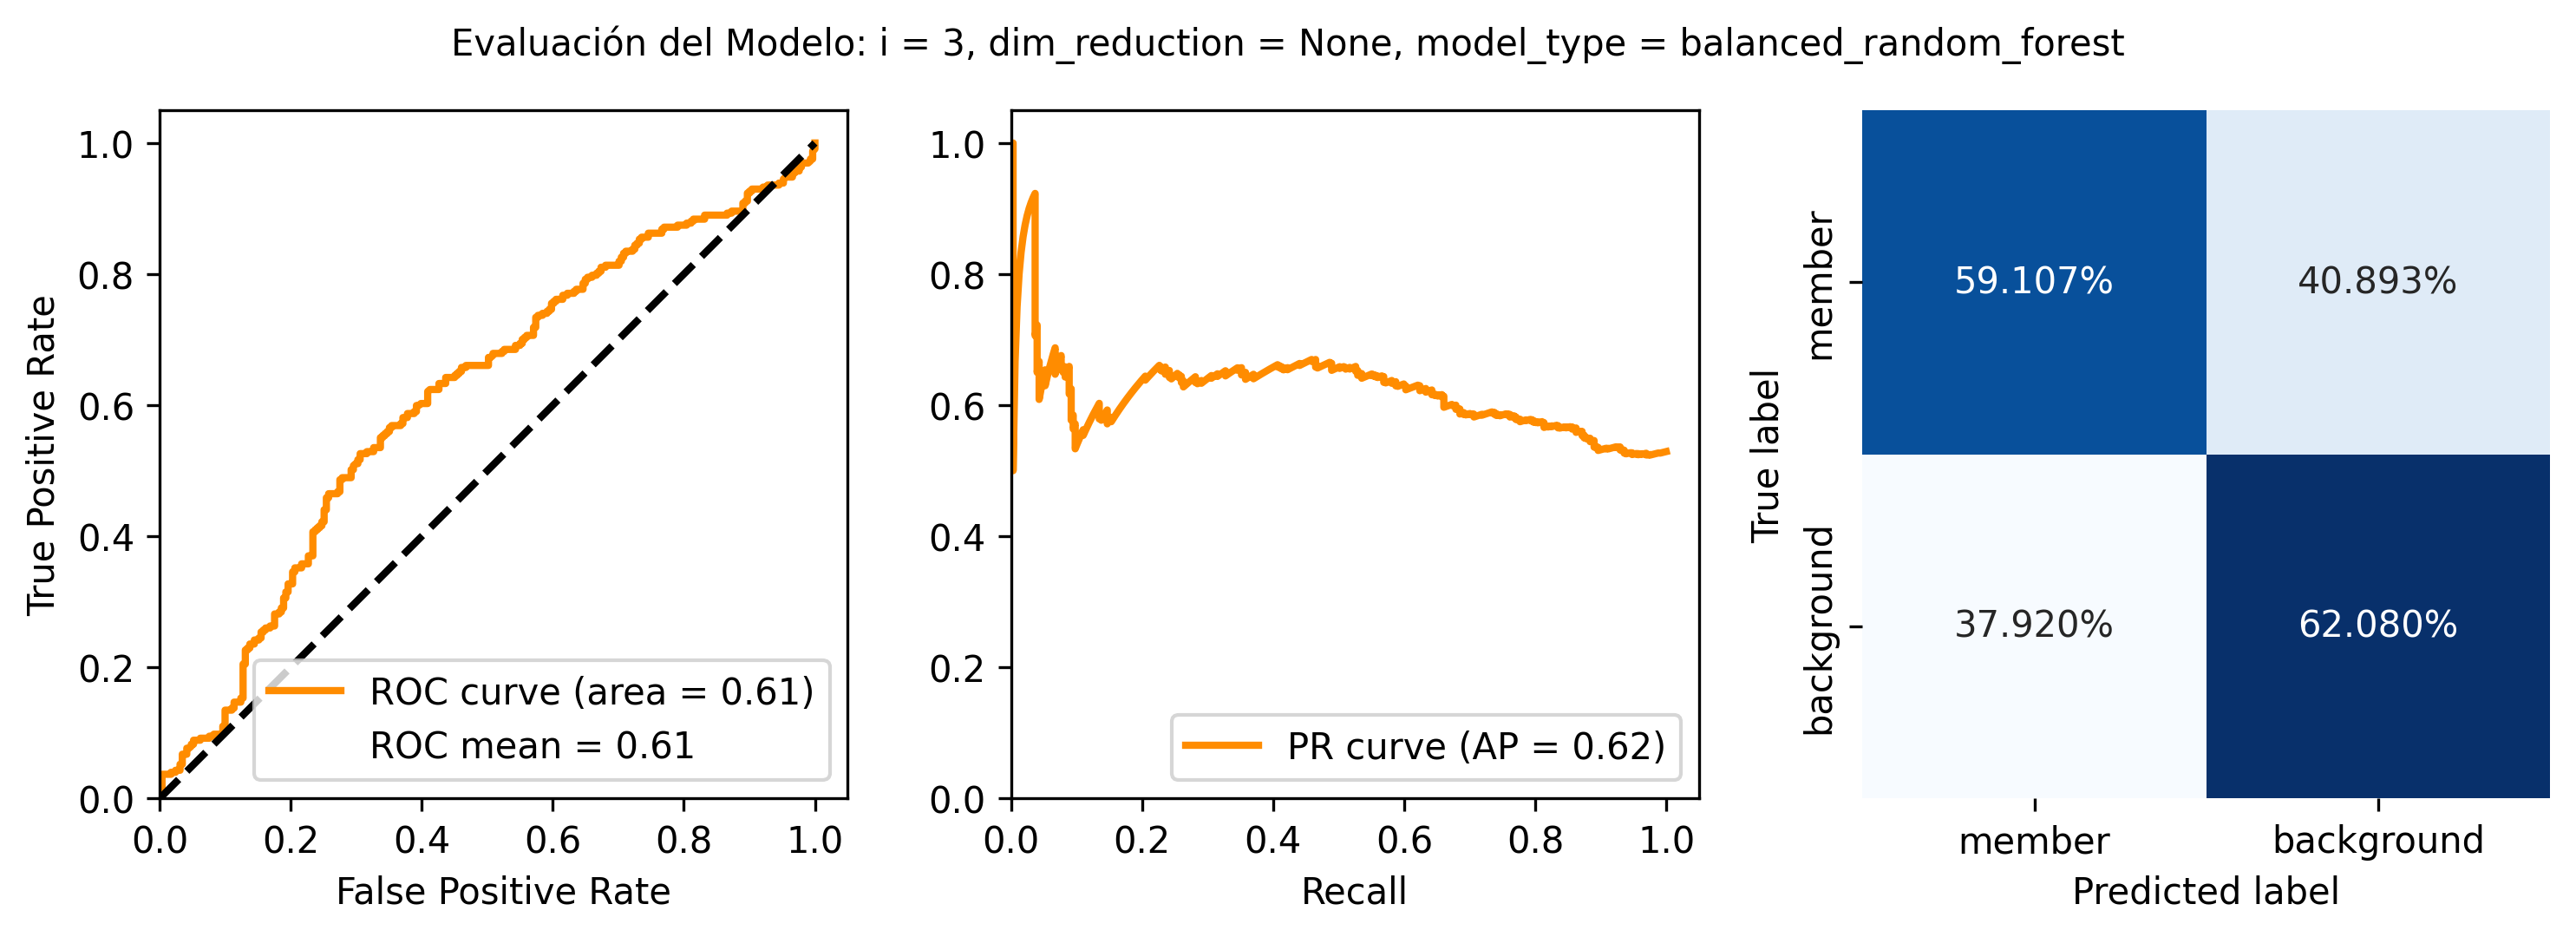 Evaluación del Modelo: i = 3, dim_reduction = None, model_type = balanced_random_forest
True Positive Rate
1.0
0.8
0.6
0.4
0.2
0.0
ROC curve (area = 0.61)
ROC mean = 0.61
0.0 0.2 0.4 0.6 0.8 1.0
False Positive Rate
1.0
0.8
0.6
0.4
0.2
0.0
PR curve (AP = 0.62)
0.0 0.2 0.4 0.6 0.8 1.0
Recall
True label
member
background
59.107% 40.893%
37.920% 62.080%
member background
Predicted label